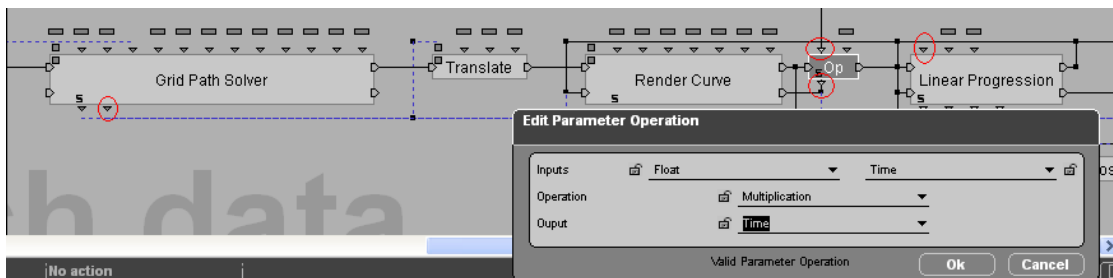 Grid Path Solver
Translate
Render Curve
Op
Linear Progression
s
s
s
s
Edit Parameter Operation
Inputs Float Time
Operation Multiplication
Ouput Time
Valid Parameter Operation
Ok Cancel
h data
No action